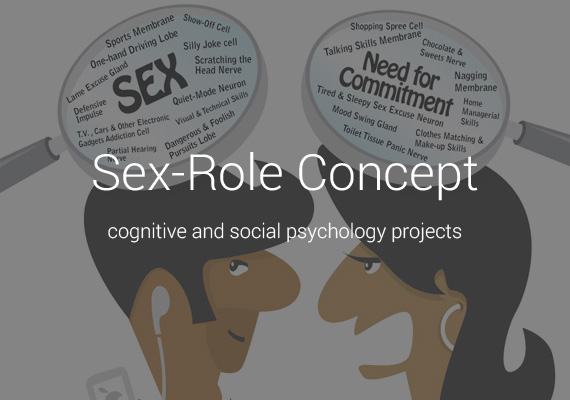 Sports Membrane
Show-Off Cell
One-hand Driving Lobe
Silly Joke cell
Lame Excuse Gland
SEX
Scratching the
Head Nerve
Defensive
Impulse
Quiet-Mode Neuron
T.V., Cars & Other Electronic
Gadgets Addiction Cell
Visual & Technical Skills
Partial Hearing
Nerve
Dangerous & Foolish
Pursuits Lobe
Shopping Spree Cell
Talking Skills Membrane
Chocolate &
Sweets Nerve
Need for
Commitment
Nagging
Membrane
Tired & Sleepy Sex Excuse Neuron
Home
Managerial
Skills
Mood Swing Gland
Clothes Matching &
Make-up Skills
Toilet Tissue Panic Nerve
Sex-Role Concept
cognitive and social psychology projects